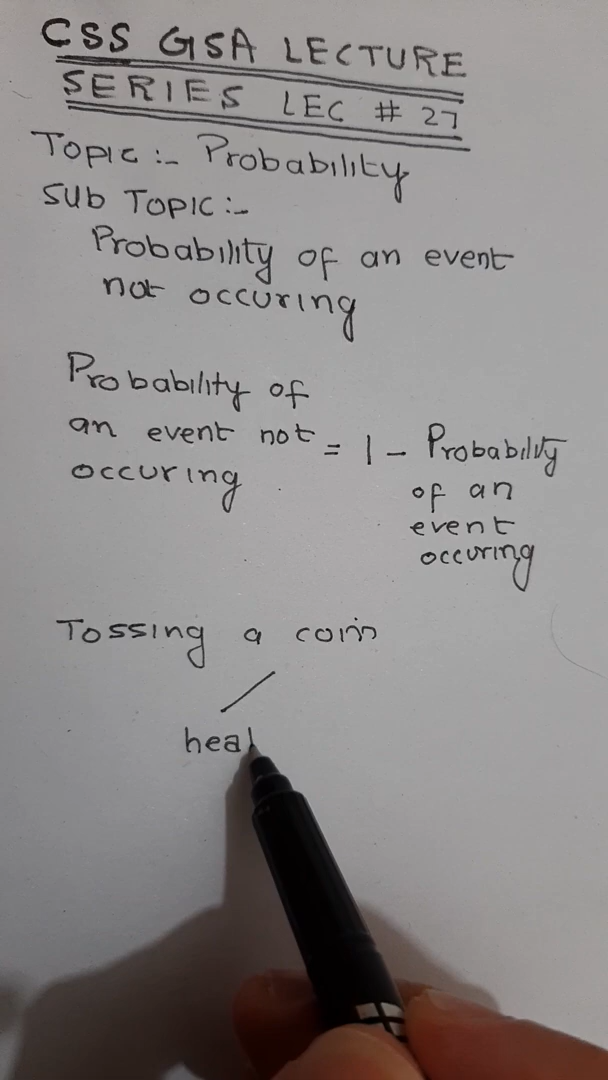 CSS GSA LECTURE
SERIES LEC # 27
Topic :- Probability
SUB TOPIC :-
Probability of an event
not occuring
Probability of
an event not
occuring
= 1 - Probability
of an
event
occuring
Tossing a coin
hea